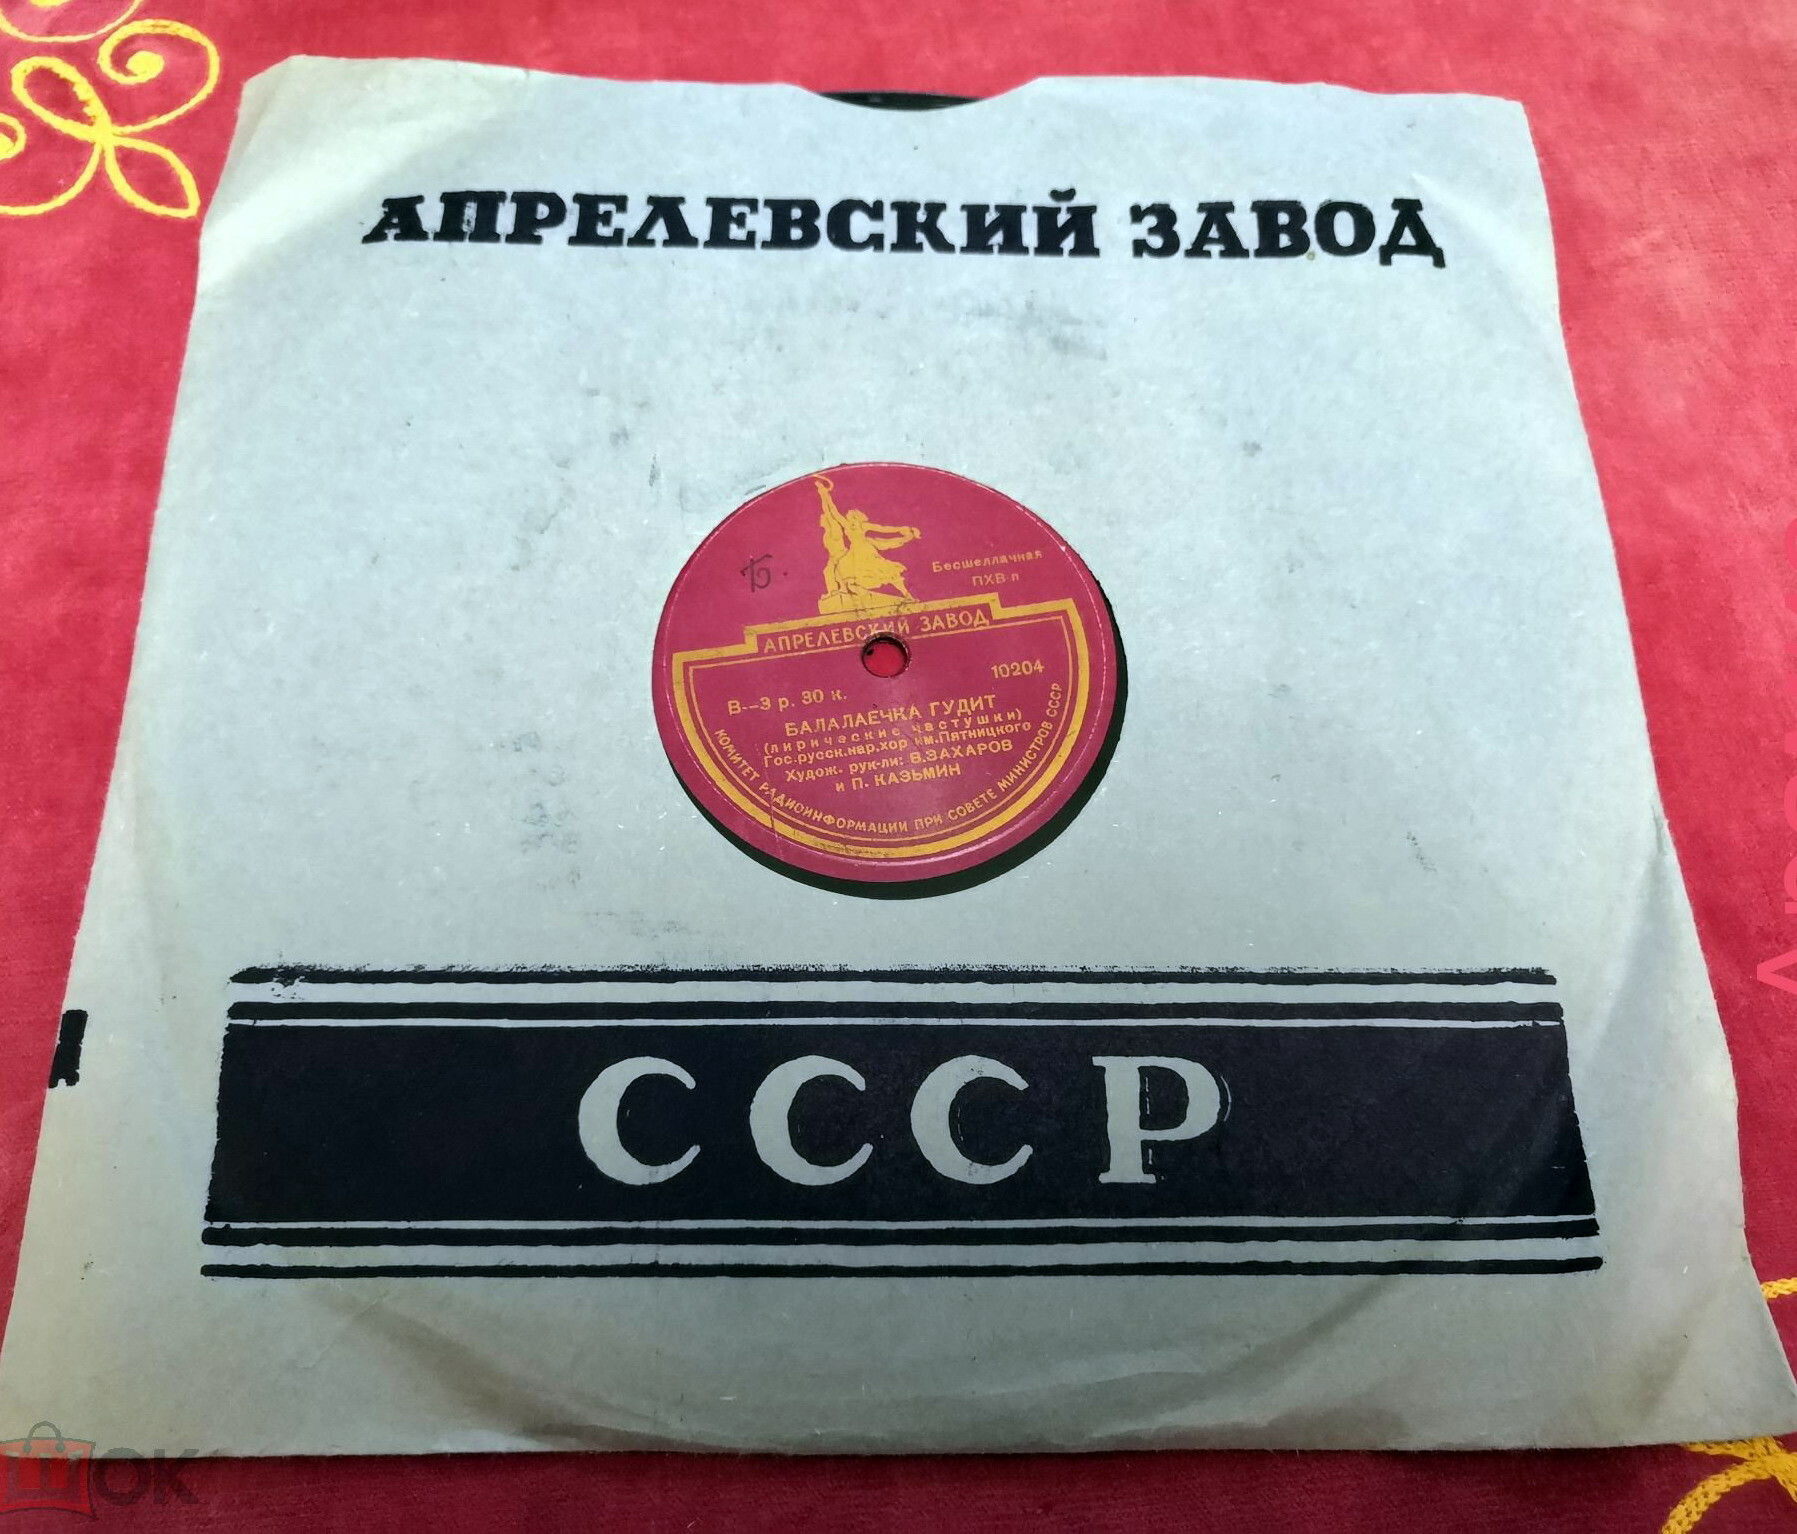 АПРЕЛЕВСКИЙ ЗАВОД
Бесшеллачная
ПХВ-п
АПРЕЛЕВСКИЙ ЗАВОД
10204
В--3 р. 30 к.
БАЛАЛАЕЧКА ГУДИТ
(лирические частушки)
Гос.русск.нар.хор им.Пятницкого
Худож. рук-ли: В.ЗАХАРОВ
и П. КАЗЬМИН
КОМИТЕТ РАДИОИНФОРМАЦИИ ПРИ СОВЕТЕ МИНИСТРОВ СССР
СССР
ШОК